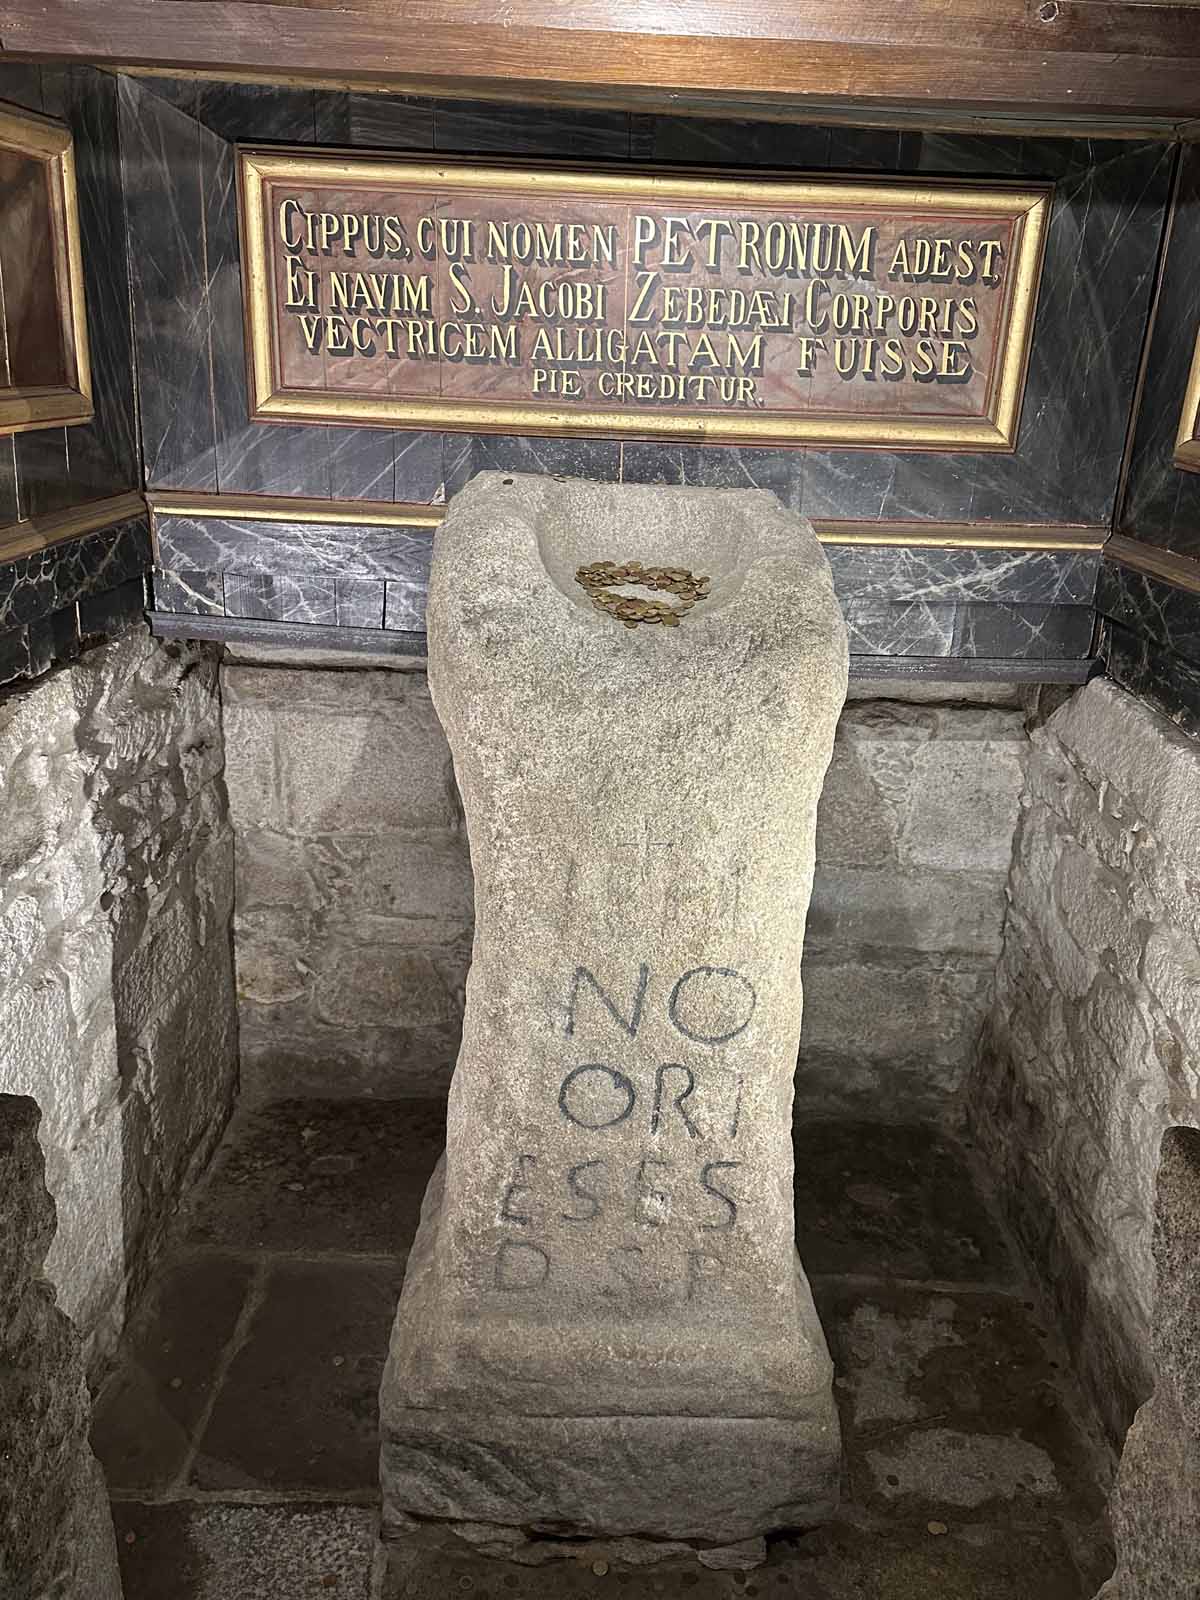 CIPPUS, CUI NOMEN PETRONUM ADEST,
EI NAVIM S. JACOBI ZEBEDÆI CORPORIS
VECTRICEM ALLIGATAM FUISSE
PIE CREDITUR.
NO
ORI
ESES
D S P